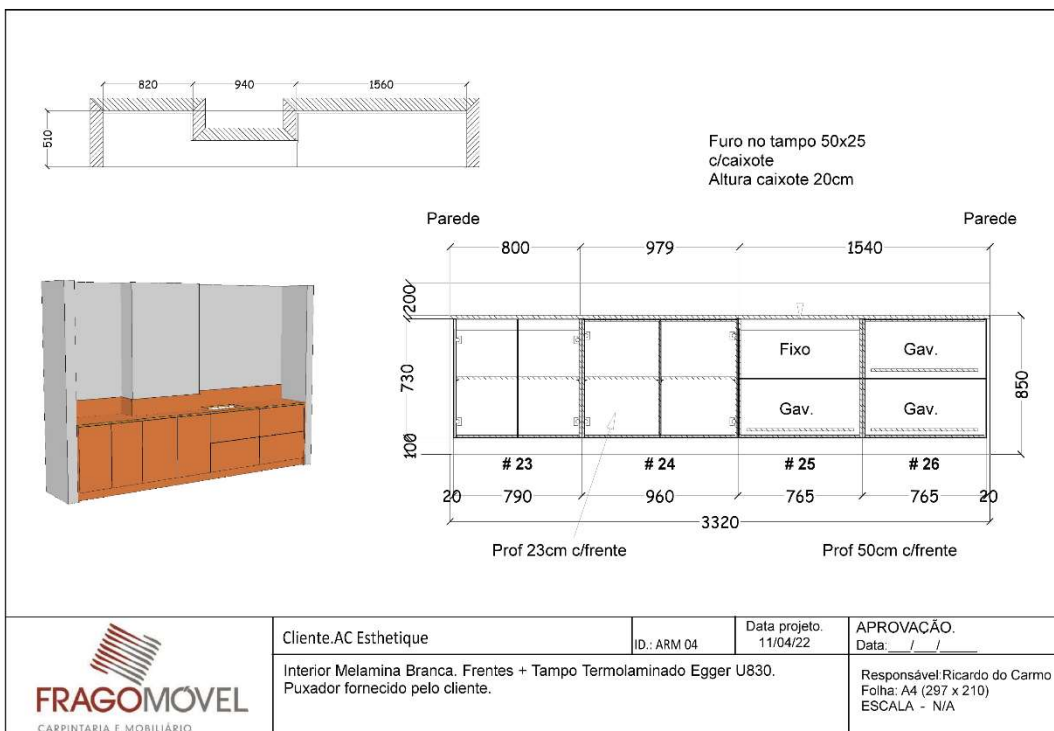 820
940
1560
510
Furo no tampo 50x25
c/caixote
Altura caixote 20cm
Parede
Parede
800
979
1540
200
730
100
850
Fixo
Gav.
Gav.
Gav.
# 23
# 24
# 25
# 26
20
790
960
765
765
20
3320
Prof 23cm c/frente
Prof 50cm c/frente
FRAGOMÓVEL
CARPINTARIA E MOBILIÁRIO
Cliente.AC Esthetique
ID.: ARM 04
Data projeto.
11/04/22
APROVAÇÃO.
Data:___/___/_____
Interior Melamina Branca. Frentes + Tampo Termolaminado Egger U830.
Puxador fornecido pelo cliente.
Responsável:Ricardo do Carmo
Folha: A4 (297 x 210)
ESCALA - N/A